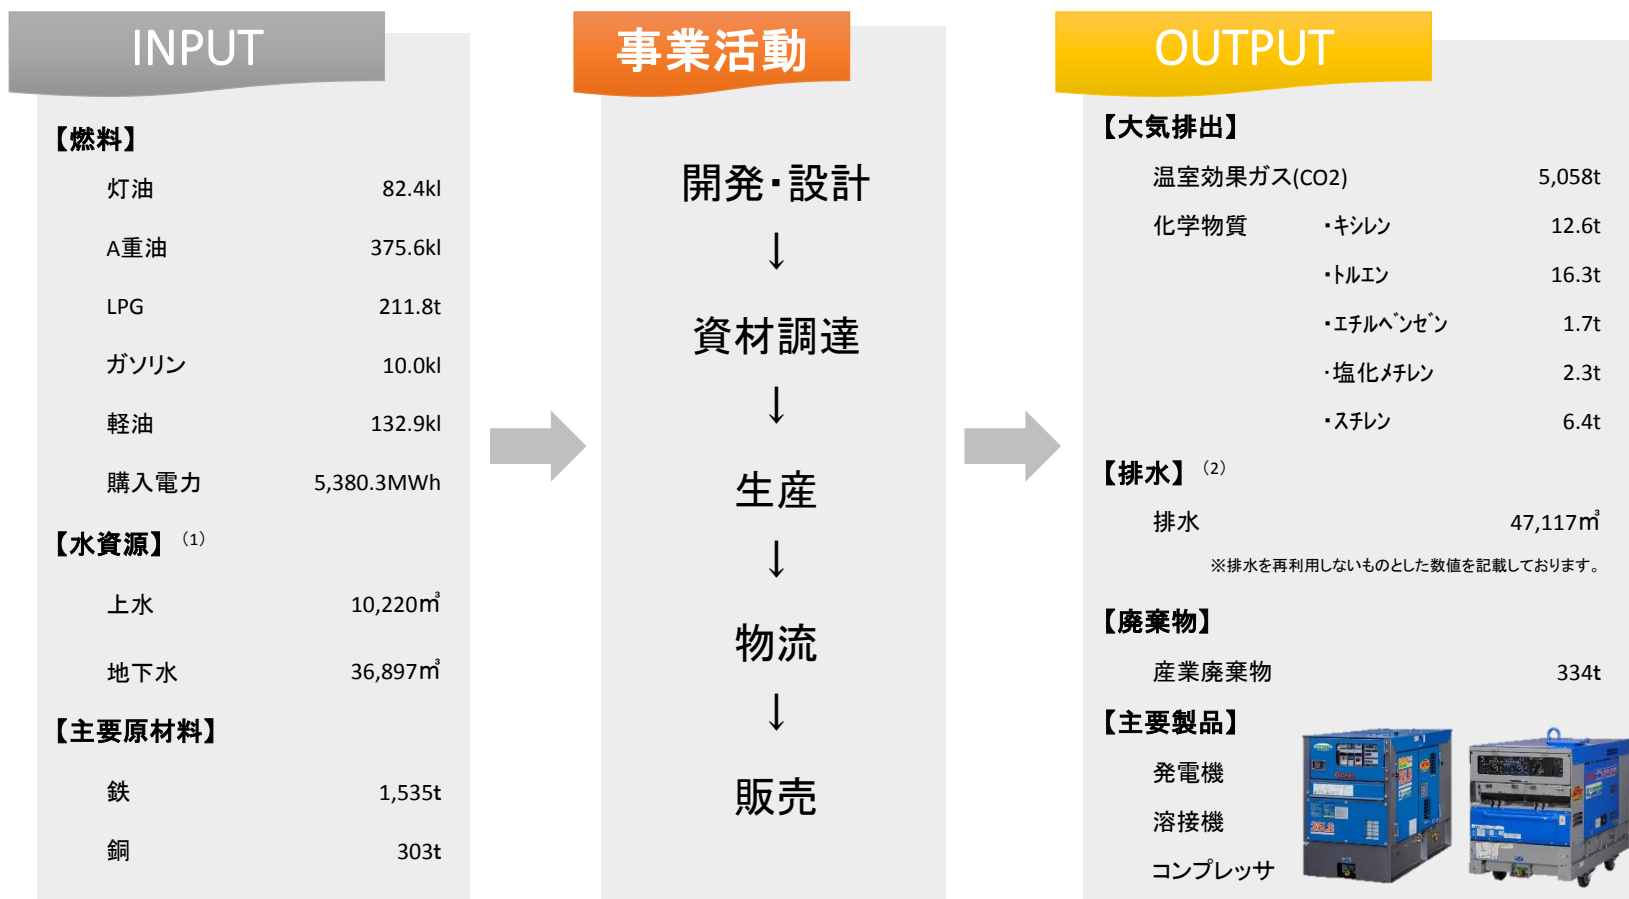 INPUT
【燃料】
灯油 82.4kl
A重油 375.6kl
LPG 211.8t
ガソリン 10.0kl
軽油 132.9kl
購入電力 5,380.3MWh
【水資源】（1）
上水 10,220㎥
地下水 36,897㎥
【主要原材料】
鉄 1,535t
銅 303t
事業活動
開発・設計
↓
資材調達
↓
生産
↓
物流
↓
販売
OUTPUT
【大気排出】
温室効果ガス(CO2) 5,058t
化学物質 ・キシレン 12.6t
・トルエン 16.3t
・エチルベンゼン 1.7t
・塩化メチレン 2.3t
・スチレン 6.4t
【排水】（2）
排水 47,117㎥
※排水を再利用しないものとした数値を記載しております。
【廃棄物】
産業廃棄物 334t
【主要製品】
発電機
溶接機
コンプレッサ